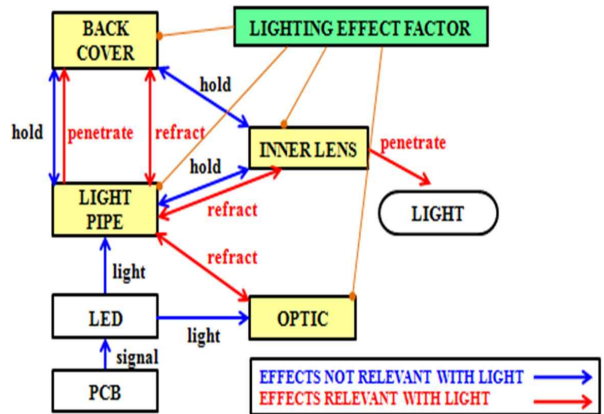 BACK
COVER
LIGHTING EFFECT FACTOR
hold
hold
penetrate
refract
hold
INNER LENS
penetrate
LIGHT
PIPE
refract
LIGHT
refract
light
LED
light
OPTIC
signal
PCB
EFFECTS NOT RELEVANT WITH LIGHT
EFFECTS RELEVANT WITH LIGHT